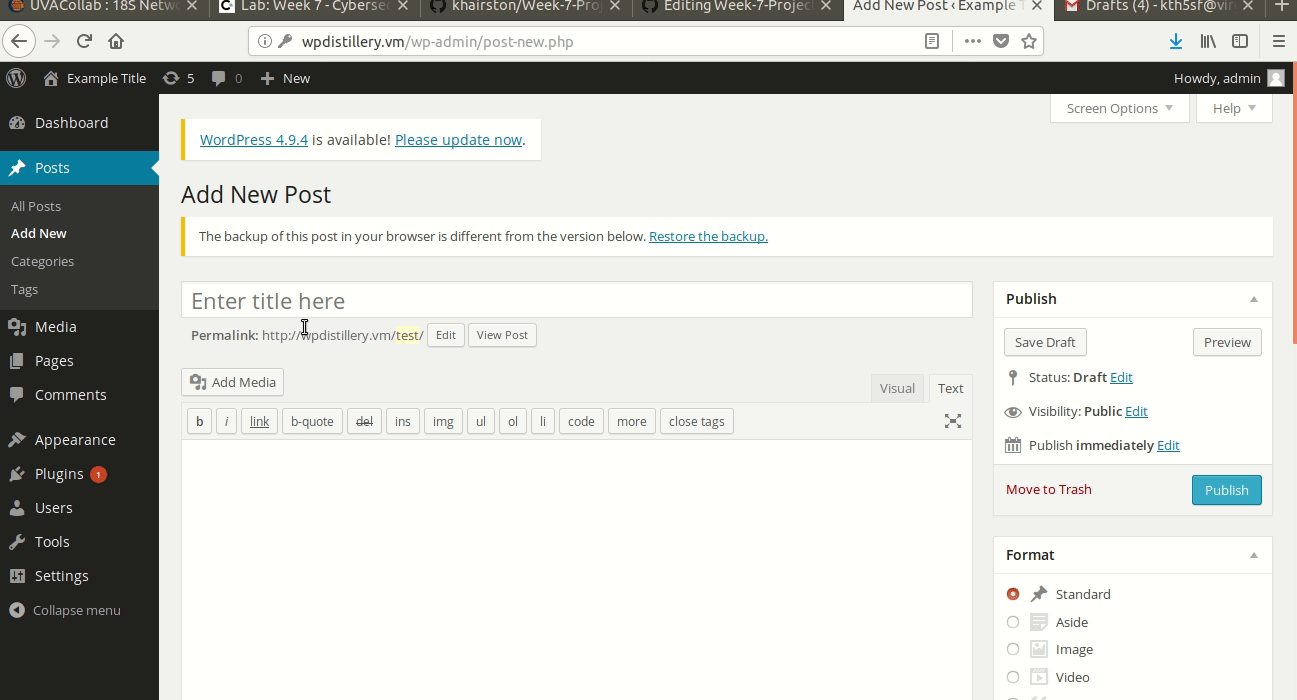 UVACollab : 18S Netwo
Lab: Week 7 - Cybersec
khairston/Week-7-Proj
Editing Week-7-Project
Add New Post ‹ Example T
Drafts (4) - kth5sf@vir
wpdistillery.vm/wp-admin/post-new.php
Example Title 5 0 + New
Howdy, admin
Screen Options
Help
Dashboard
Posts
All Posts
Add New
Categories
Tags
Media
Pages
Comments
Appearance
Plugins 1
Users
Tools
Settings
Collapse menu
WordPress 4.9.4 is available! Please update now.
Add New Post
The backup of this post in your browser is different from the version below. Restore the backup.
Enter title here
Permalink: http://wpdistillery.vm/test/ Edit View Post
Add Media
Visual Text
b i link b-quote del ins img ul ol li code more close tags
Publish
Save Draft Preview
Status: Draft Edit
Visibility: Public Edit
Publish immediately Edit
Move to Trash Publish
Format
Standard
Aside
Image
Video